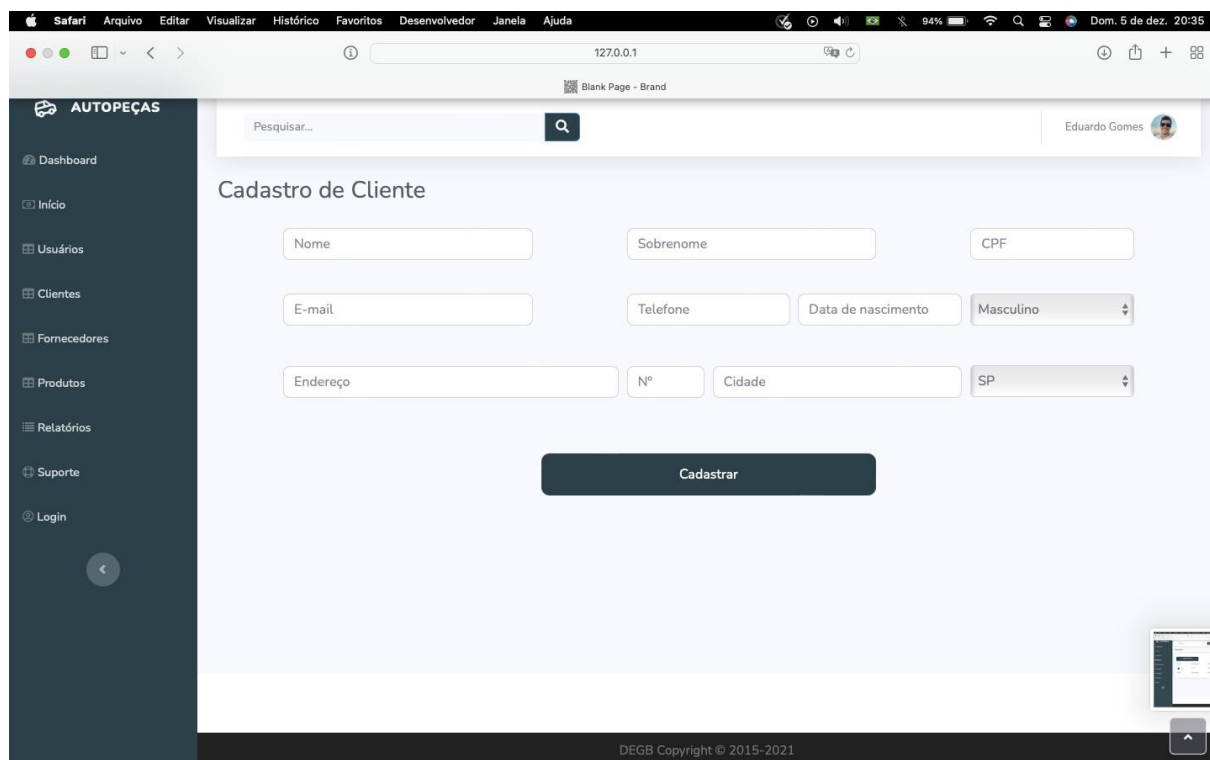 Safari Arquivo Editar Visualizar Histórico Favoritos Desenvolvedor Janela Ajuda 94% Dom. 5 de dez. 20:35
127.0.0.1
Blank Page - Brand
AUTOPEÇAS
Pesquisar...
Eduardo Gomes
Dashboard
Início
Usuários
Clientes
Fornecedores
Produtos
Relatórios
Suporte
Login
Cadastro de Cliente
Nome Sobrenome CPF
E-mail Telefone Data de nascimento Masculino
Endereço Nº Cidade SP
Cadastrar
DEGB Copyright © 2015-2021